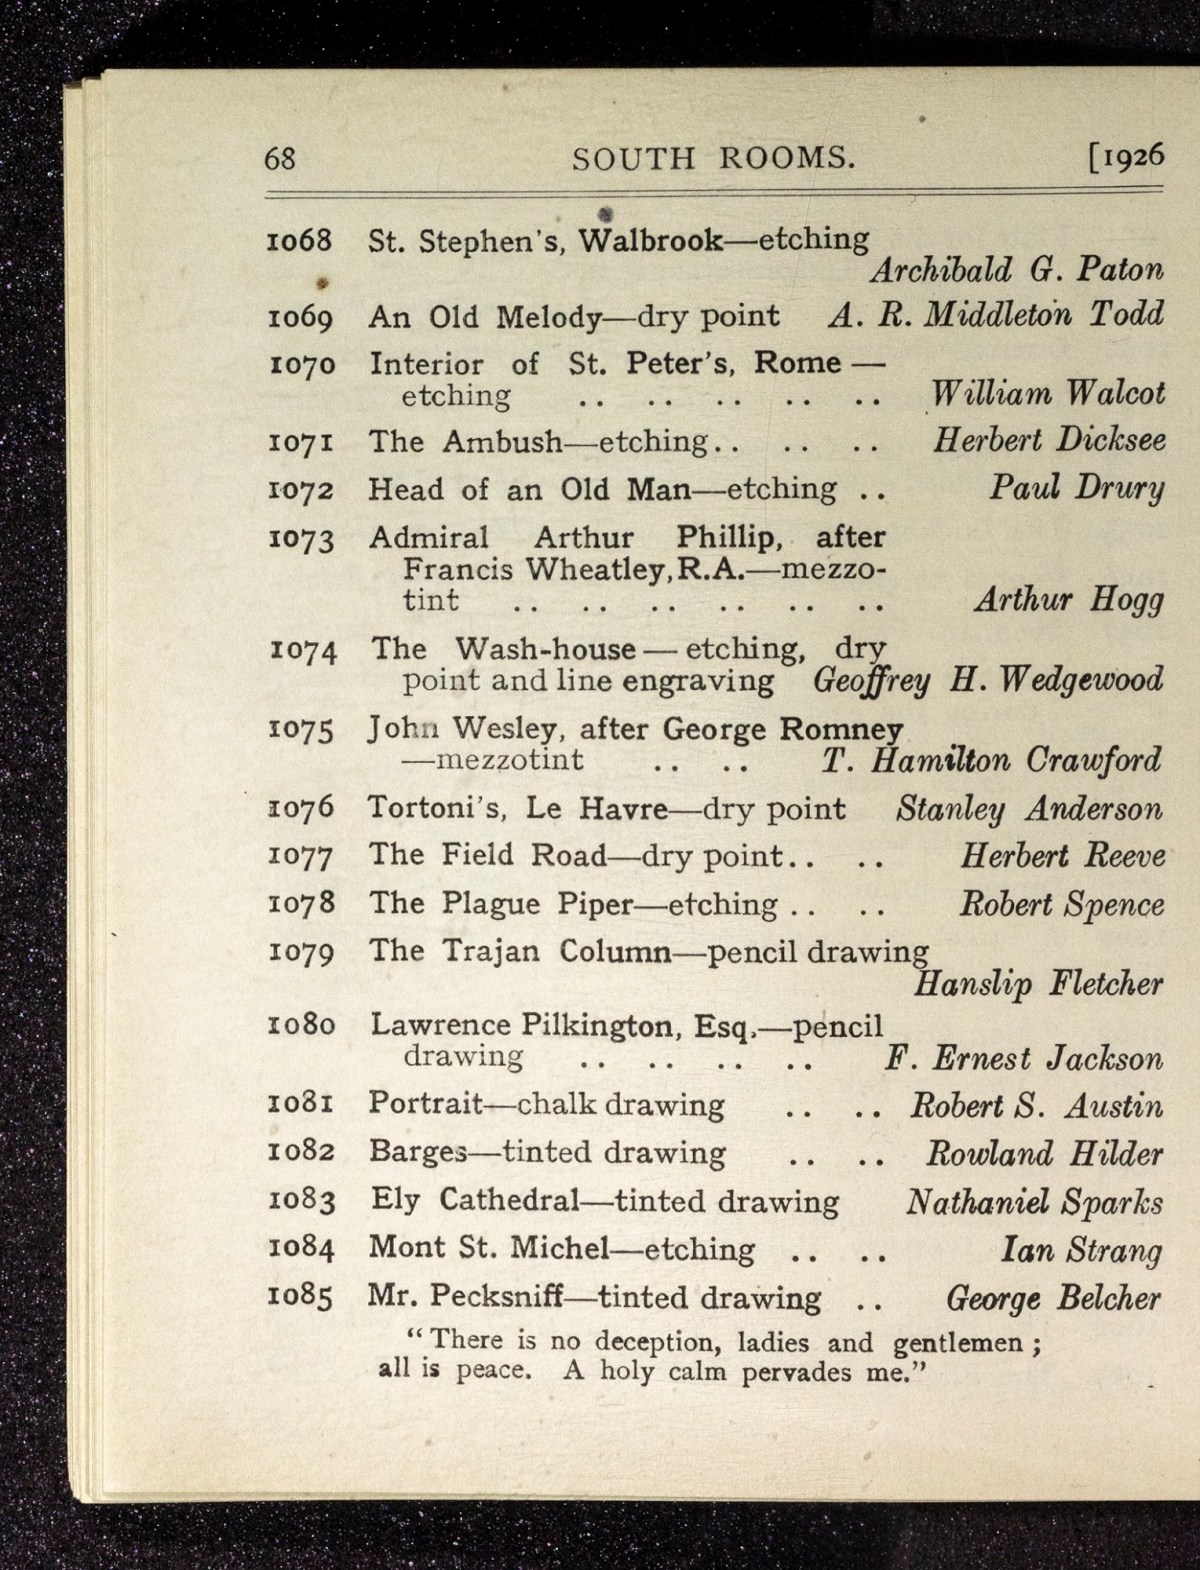 68 SOUTH ROOMS. [1926
1068 St. Stephen's, Walbrook—etching
Archibald G. Paton
1069 An Old Melody—dry point A. R. Middleton Todd
1070 Interior of St. Peter's, Rome —
etching .. .. .. .. .. William Walcot
1071 The Ambush—etching.. .. .. Herbert Dicksee
1072 Head of an Old Man—etching .. Paul Drury
1073 Admiral Arthur Phillip, after
Francis Wheatley, R.A.—mezzo-
tint .. .. .. .. .. .. Arthur Hogg
1074 The Wash-house — etching, dry
point and line engraving Geoffrey H. Wedgewood
1075 John Wesley, after George Romney
—mezzotint .. .. T. Hamilton Crawford
1076 Tortoni's, Le Havre—dry point Stanley Anderson
1077 The Field Road—dry point.. .. Herbert Reeve
1078 The Plague Piper—etching .. .. Robert Spence
1079 The Trajan Column—pencil drawing
Hanslip Fletcher
1080 Lawrence Pilkington, Esq.—pencil
drawing .. .. .. .. F. Ernest Jackson
1081 Portrait—chalk drawing .. .. Robert S. Austin
1082 Barges—tinted drawing .. .. Rowland Hilder
1083 Ely Cathedral—tinted drawing Nathaniel Sparks
1084 Mont St. Michel—etching .. .. Ian Strang
1085 Mr. Pecksniff—tinted drawing .. George Belcher
“There is no deception, ladies and gentlemen ;
all is peace. A holy calm pervades me.”